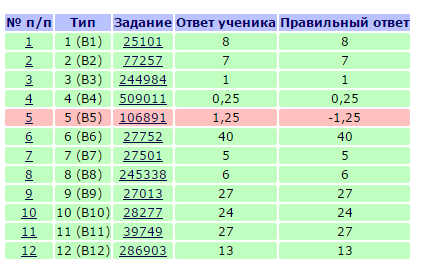 № п/п Тип Задание Ответ ученика Правильный ответ
1 1 (B1) 25101 8 8
2 2 (B2) 77257 7 7
3 3 (B3) 244984 1 1
4 4 (B4) 509011 0,25 0,25
5 5 (B5) 106891 1,25 -1,25
6 6 (B6) 27752 40 40
7 7 (B7) 27501 5 5
8 8 (B8) 245338 6 6
9 9 (B9) 27013 27 27
10 10 (B10) 28277 24 24
11 11 (B11) 39749 27 27
12 12 (B12) 286903 13 13